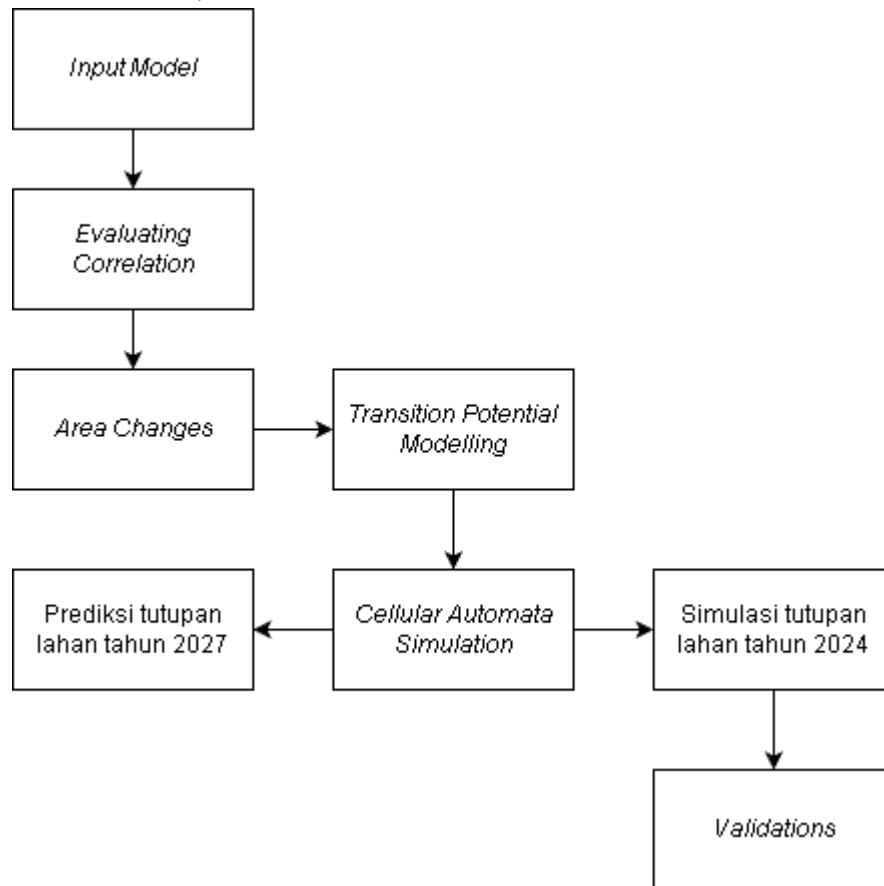 Input Model
Evaluating
Correlation
Area Changes
Transition Potential
Modelling
Prediksi tutupan
lahan tahun 2027
Cellular Automata
Simulation
Simulasi tutupan
lahan tahun 2024
Validations